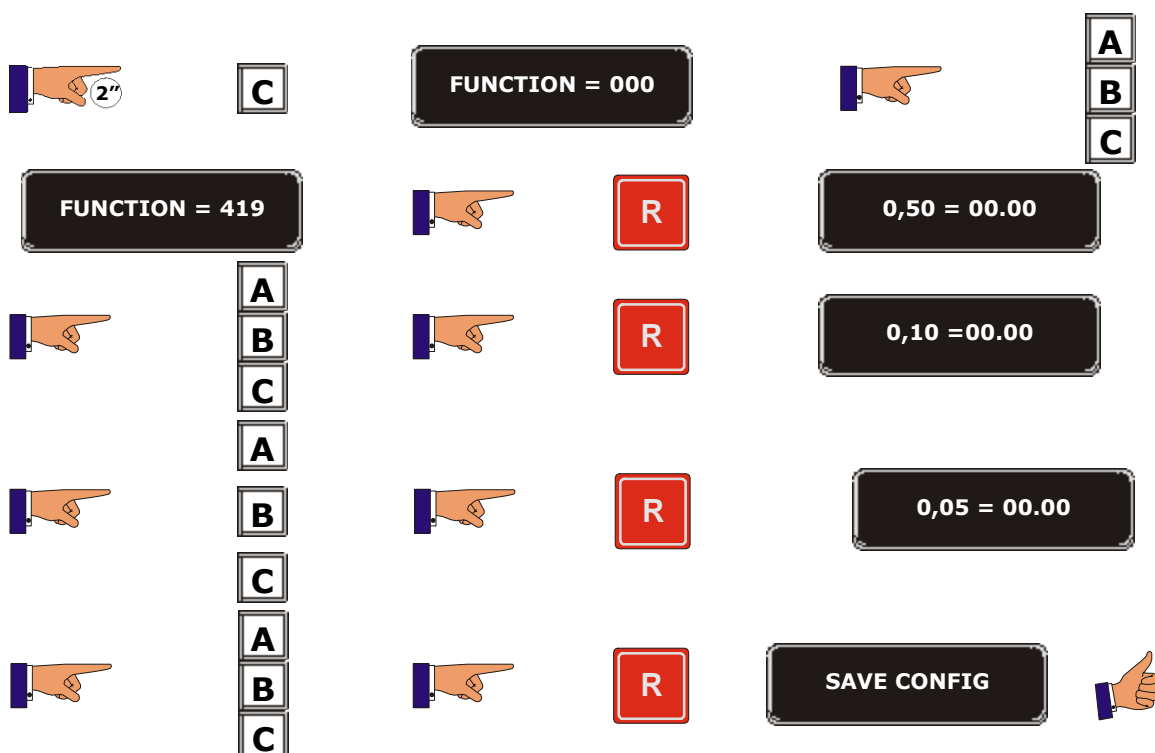 2”
C
FUNCTION = 000
A
B
C
FUNCTION = 419
R
0,50 = 00.00
A
B
C
R
0,10 =00.00
A
B
C
R
0,05 = 00.00
A
B
C
R
SAVE CONFIG